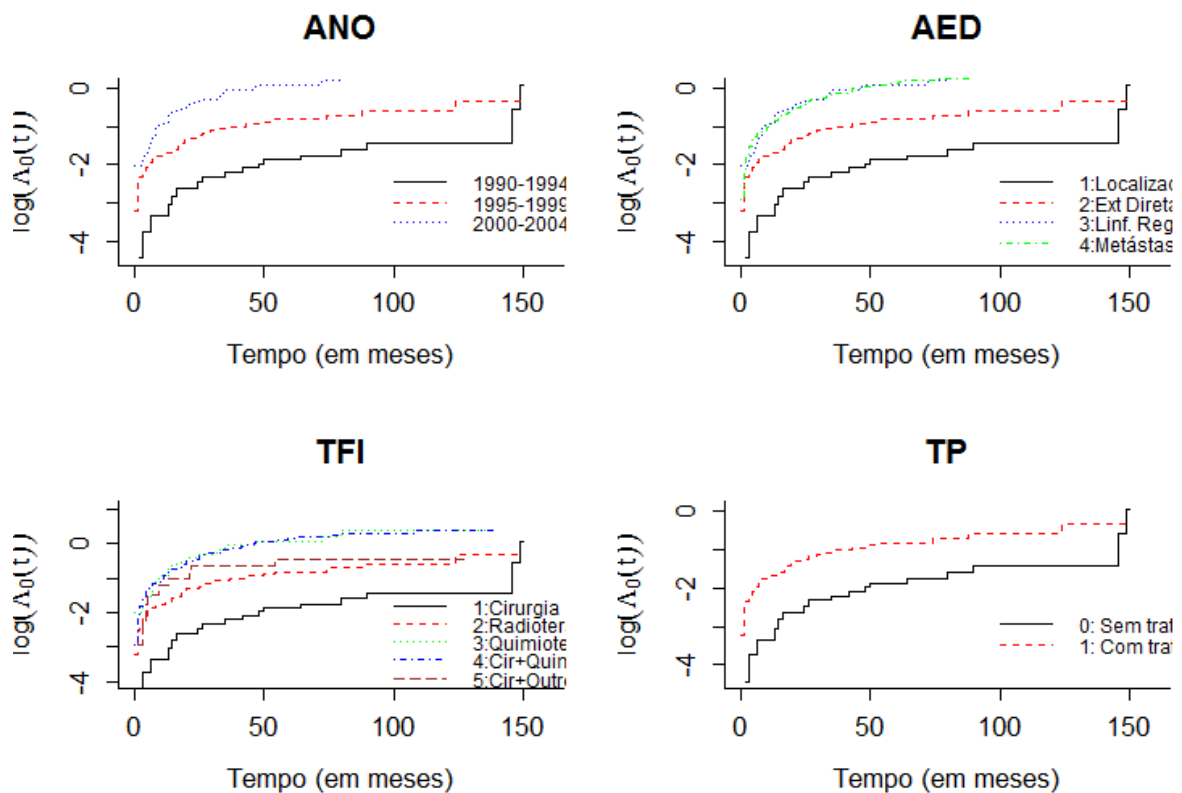 ANO
log(Λ₀(t))
0
-2
-4
1990-1994
1995-1999
2000-2004
0 50 100 150
Tempo (em meses)
AED
log(Λ₀(t))
0
-2
-4
1:Localizac
2:Ext Direta
3:Linf. Reg
4:Metástas
0 50 100 150
Tempo (em meses)
TFI
log(Λ₀(t))
0
-2
-4
1:Cirurgia
2:Radioter
3:Quimiote
4:Cir+Quin
5:Cir+Outro
0 50 100 150
Tempo (em meses)
TP
log(Λ₀(t))
0
-2
-4
0: Sem trat
1: Com trat
0 50 100 150
Tempo (em meses)